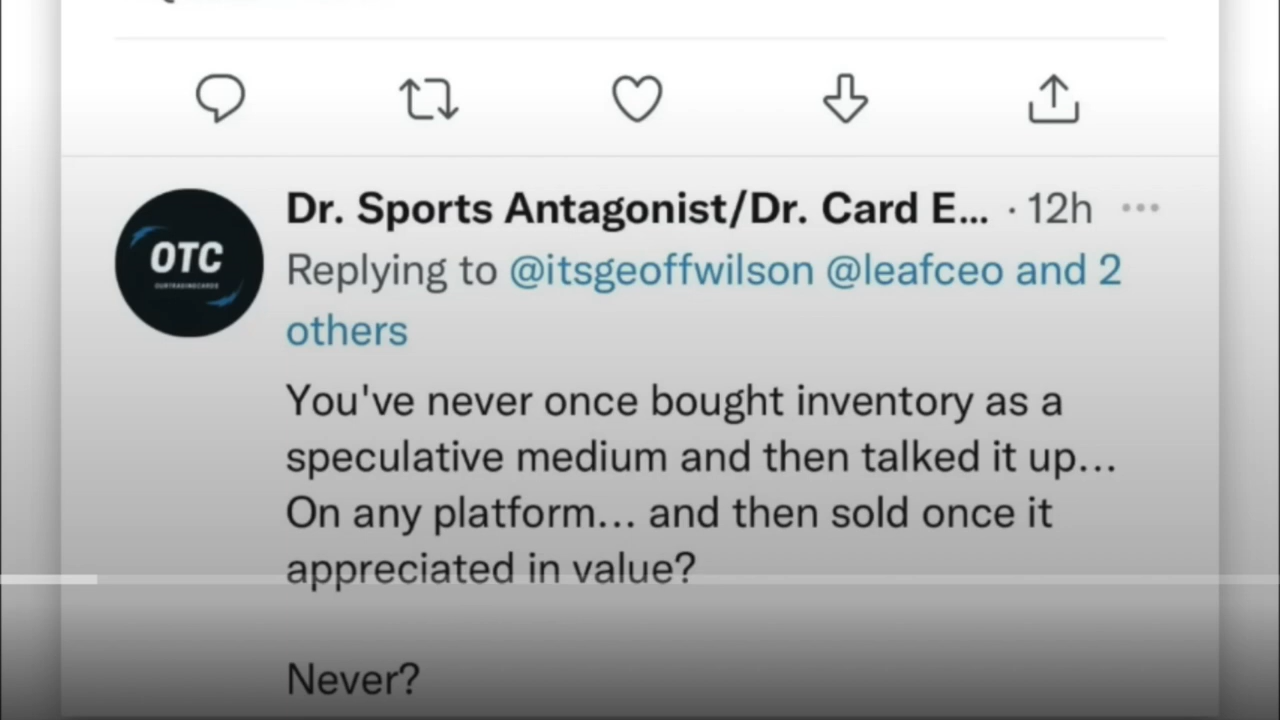 Dr. Sports Antagonist/Dr. Card E... · 12h ...
OTC
OURTRADINGCARDS
Replying to @itsgeoffwilson @leafceo and 2
others
You've never once bought inventory as a
speculative medium and then talked it up...
On any platform... and then sold once it
appreciated in value?
Never?